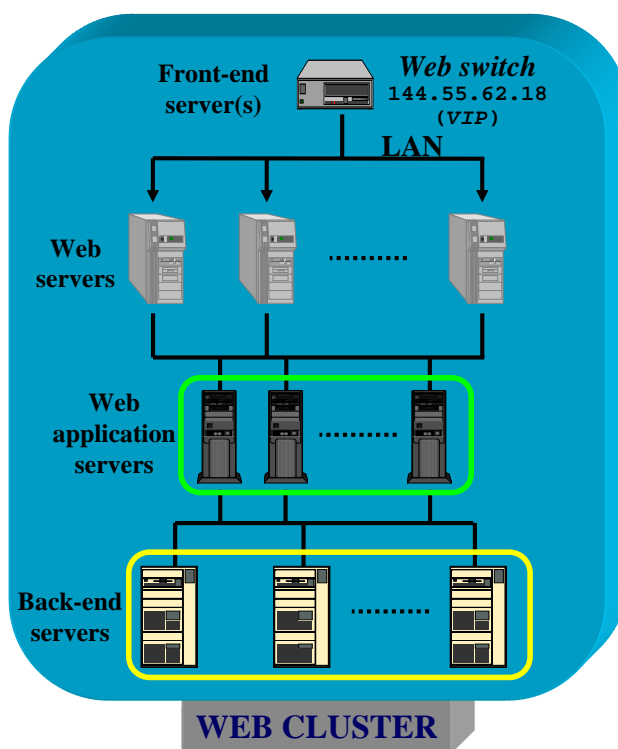 Front-end
server(s)
Web switch
144.55.62.18
(VIP)
LAN
Web
servers
Web
application
servers
Back-end
servers
WEB CLUSTER